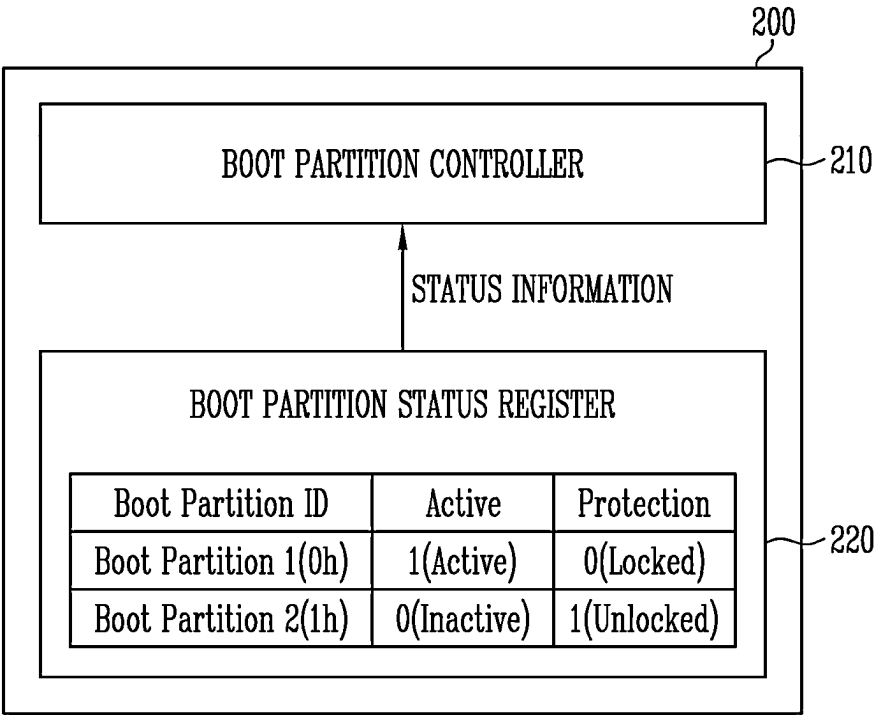 200
BOOT PARTITION CONTROLLER
210
STATUS INFORMATION
BOOT PARTITION STATUS REGISTER
Boot Partition ID Active Protection
Boot Partition 1(0h) 1(Active) 0(Locked)
220
Boot Partition 2(1h) 0(Inactive) 1(Unlocked)